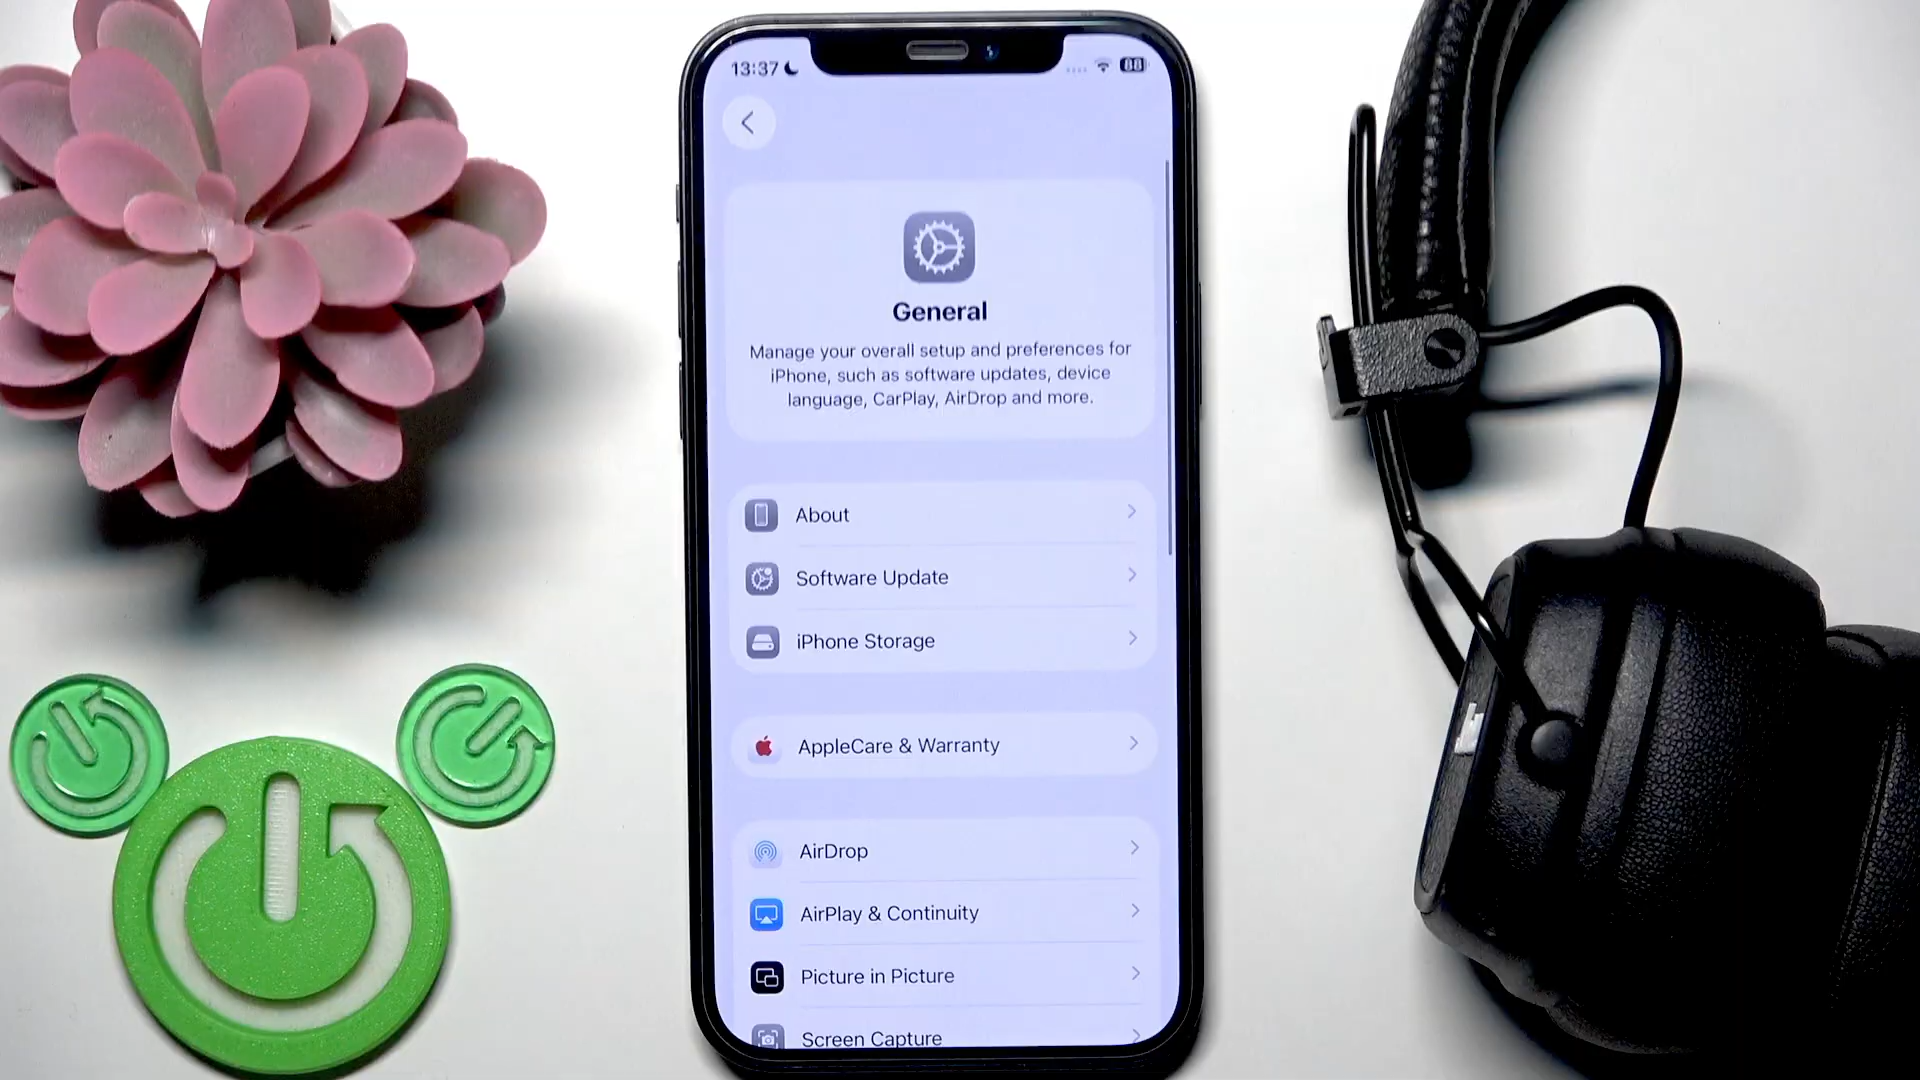 13:37
88
General
Manage your overall setup and preferences for
iPhone, such as software updates, device
language, CarPlay, AirDrop and more.
About
Software Update
iPhone Storage
AppleCare & Warranty
AirDrop
AirPlay & Continuity
Picture in Picture
Screen Capture